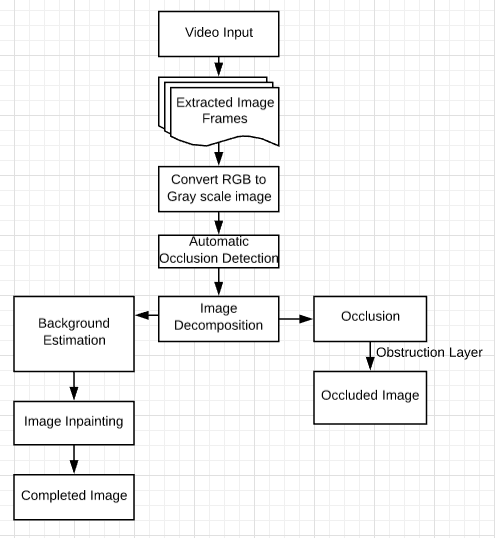 Video Input
Extracted Image
Frames
Convert RGB to
Gray scale image
Automatic
Occlusion Detection
Image
Decomposition
Background
Estimation
Occlusion
Obstruction Layer
Occluded Image
Image Inpainting
Completed Image